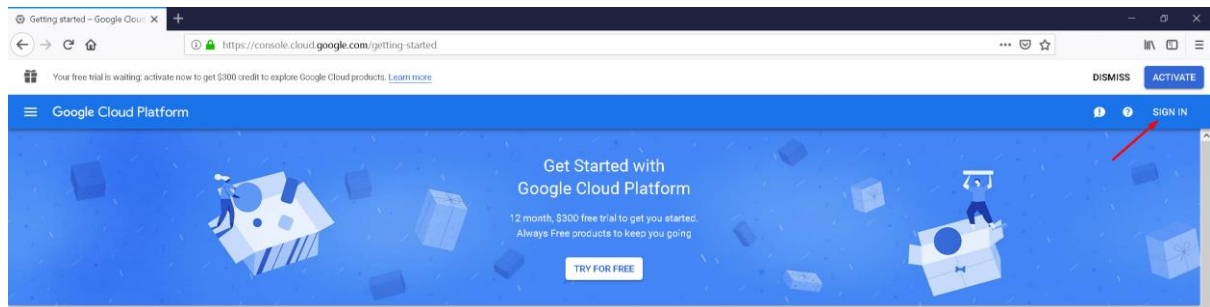 Getting started – Google Cloud
https://console.cloud.google.com/getting-started
Your free trial is waiting: activate now to get $300 credit to explore Google Cloud products. Learn more
DISMISS
ACTIVATE
Google Cloud Platform
SIGN IN
Get Started with
Google Cloud Platform
12 month, $300 free trial to get you started.
Always Free products to keep you going
TRY FOR FREE